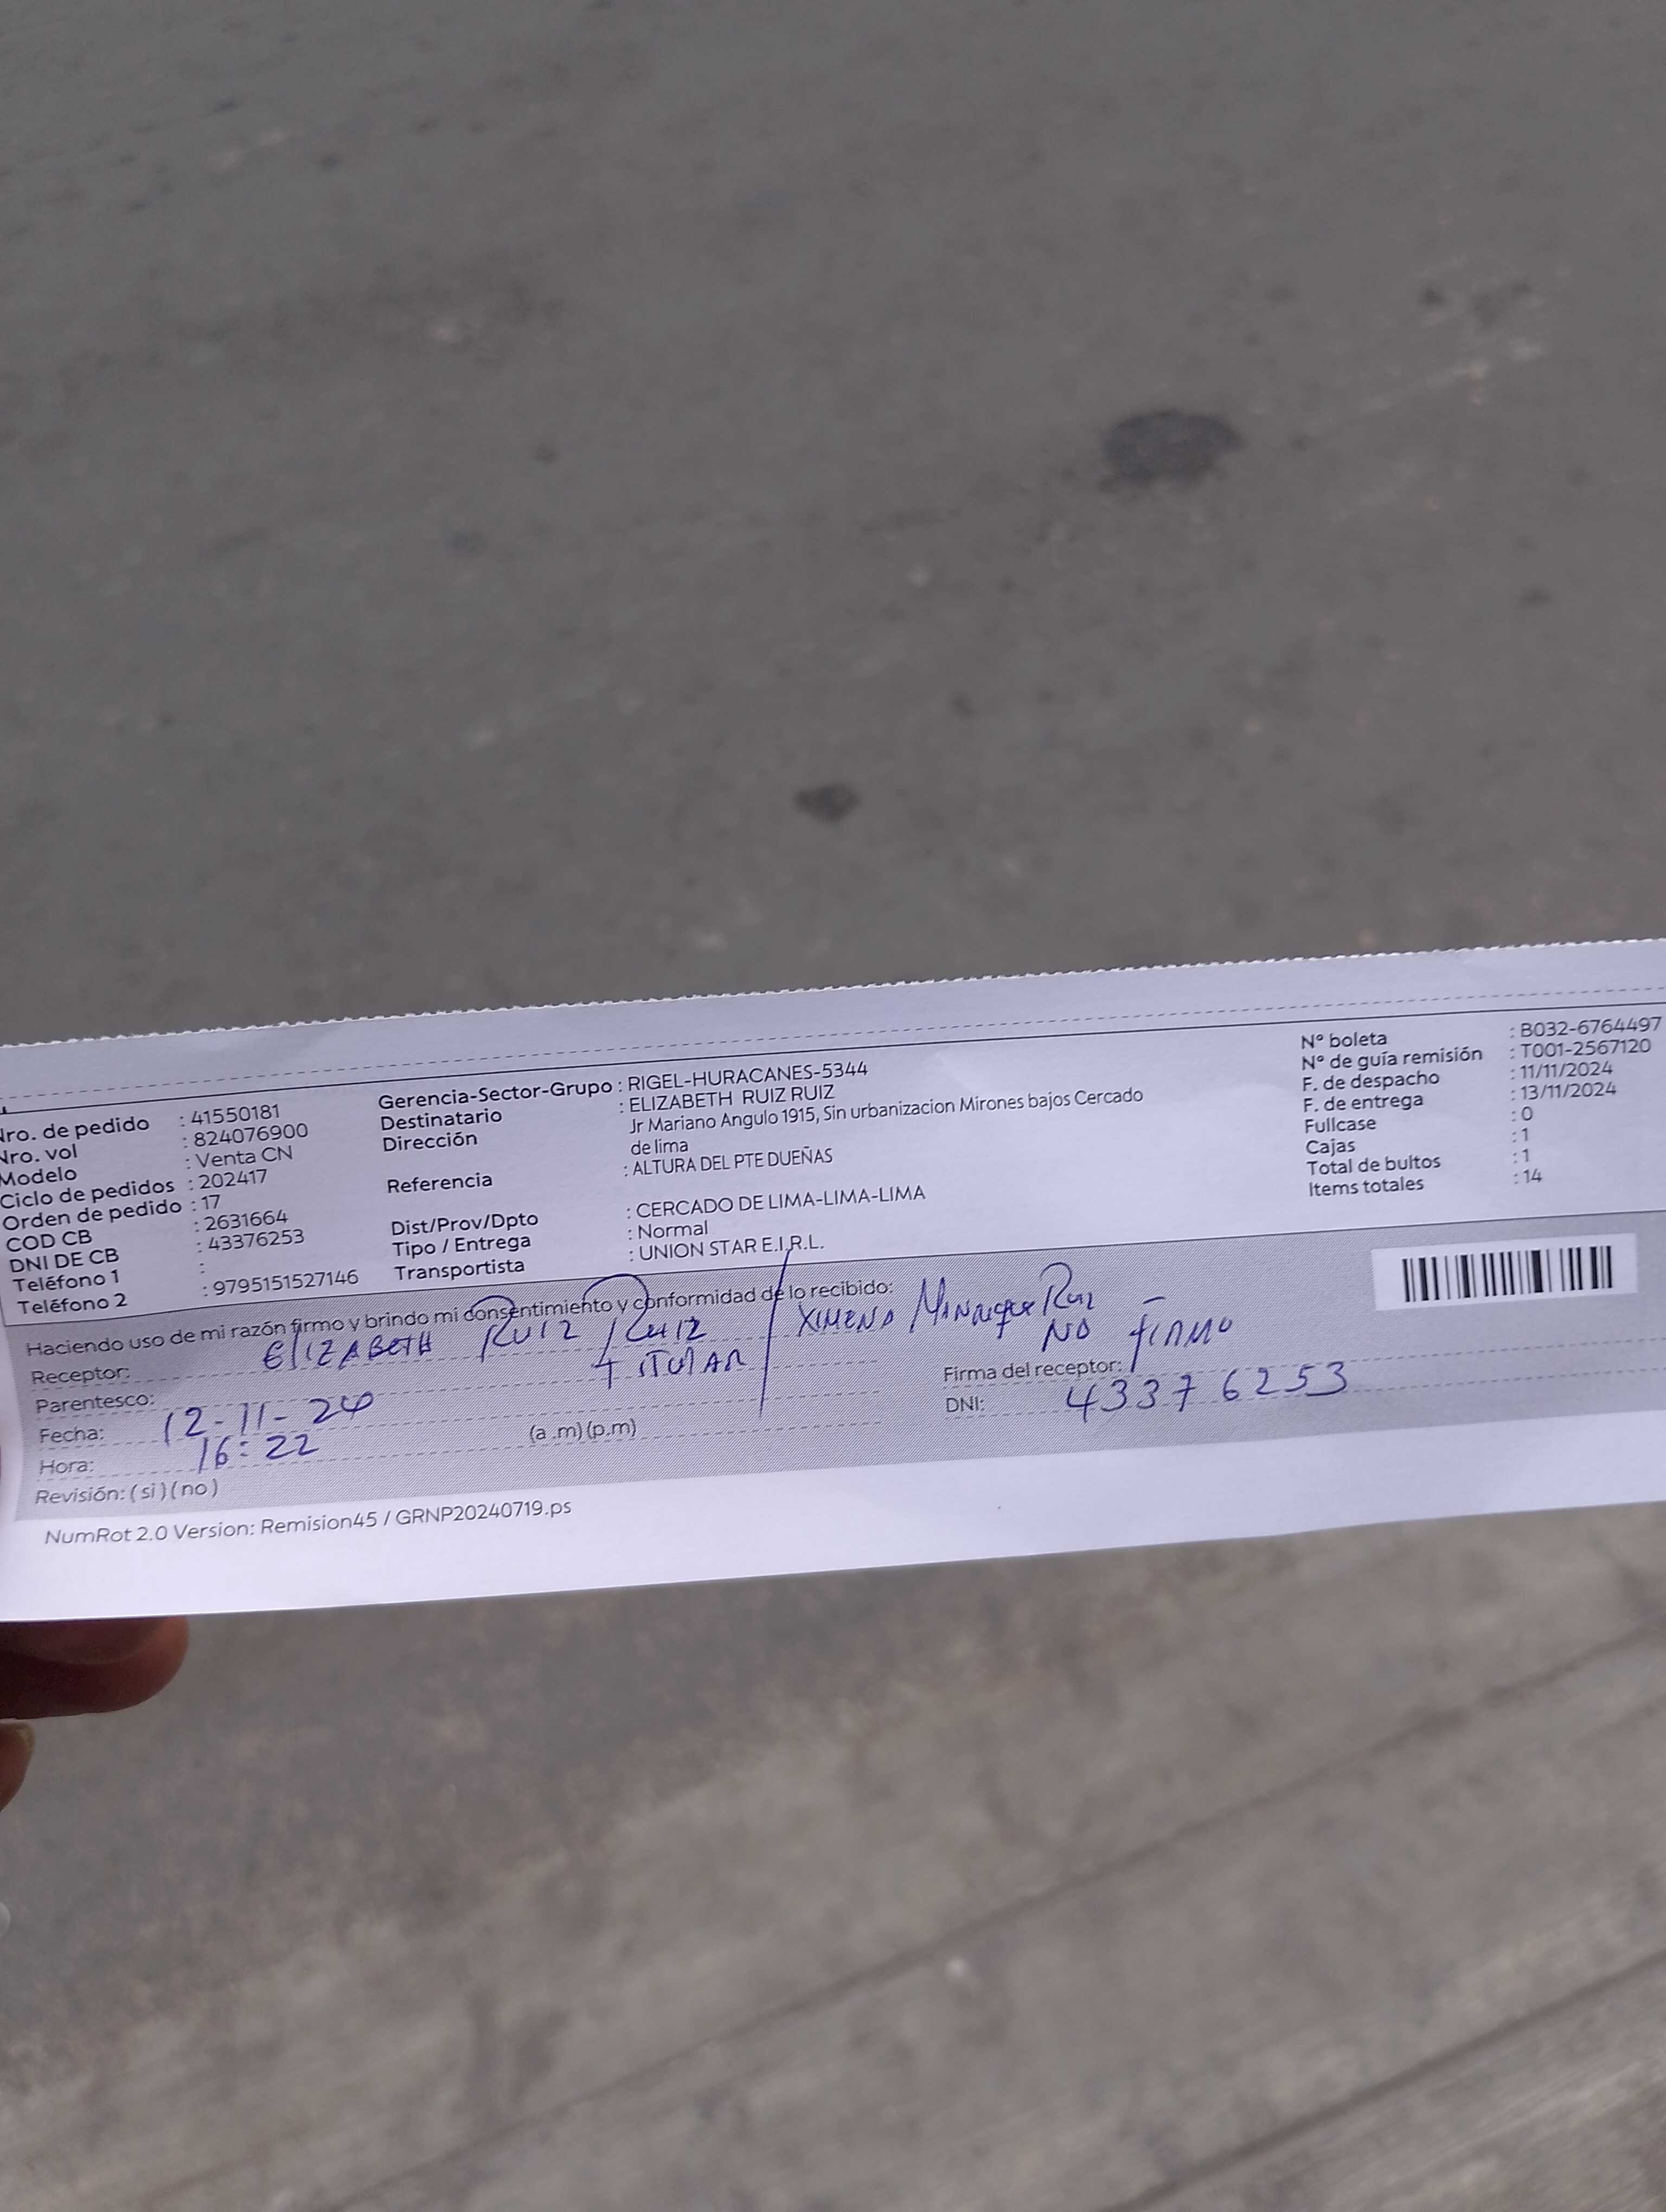 Nro. de pedido : 41550181
Nro. vol : 824076900
Modelo : Venta CN
Ciclo de pedidos : 202417
Orden de pedido : 17
COD CB : 2631664
DNI DE CB : 43376253
Teléfono 1 :
Teléfono 2 : 9795151527146
Gerencia-Sector-Grupo : RIGEL-HURACANES-5344
Destinatario : ELIZABETH RUIZ RUIZ
Dirección Jr Mariano Angulo 1915, Sin urbanizacion Mirones bajos Cercado
de lima
Referencia : ALTURA DEL PTE DUEÑAS
Dist/Prov/Dpto : CERCADO DE LIMA-LIMA-LIMA
Tipo / Entrega : Normal
Transportista : UNION STAR E.I.R.L.
N° boleta : B032-6764497
N° de guía remisión : T001-2567120
F. de despacho : 11/11/2024
F. de entrega : 13/11/2024
Fullcase : 0
Cajas : 1
Total de bultos : 1
Items totales : 14
Haciendo uso de mi razón firmo y brindo mi consentimiento y conformidad de lo recibido:
Receptor: ELIZABETH RUIZ RUIZ / XIMENA MANRIQUE RUIZ
Parentesco: TITULAR
NO FIRMO
Firma del receptor:
Fecha: 12-11-24
DNI: 43376253
Hora: 16:22 (a .m) (p.m)
Revisión: ( si ) ( no )
NumRot 2.0 Version: Remision45 / GRNP20240719.ps